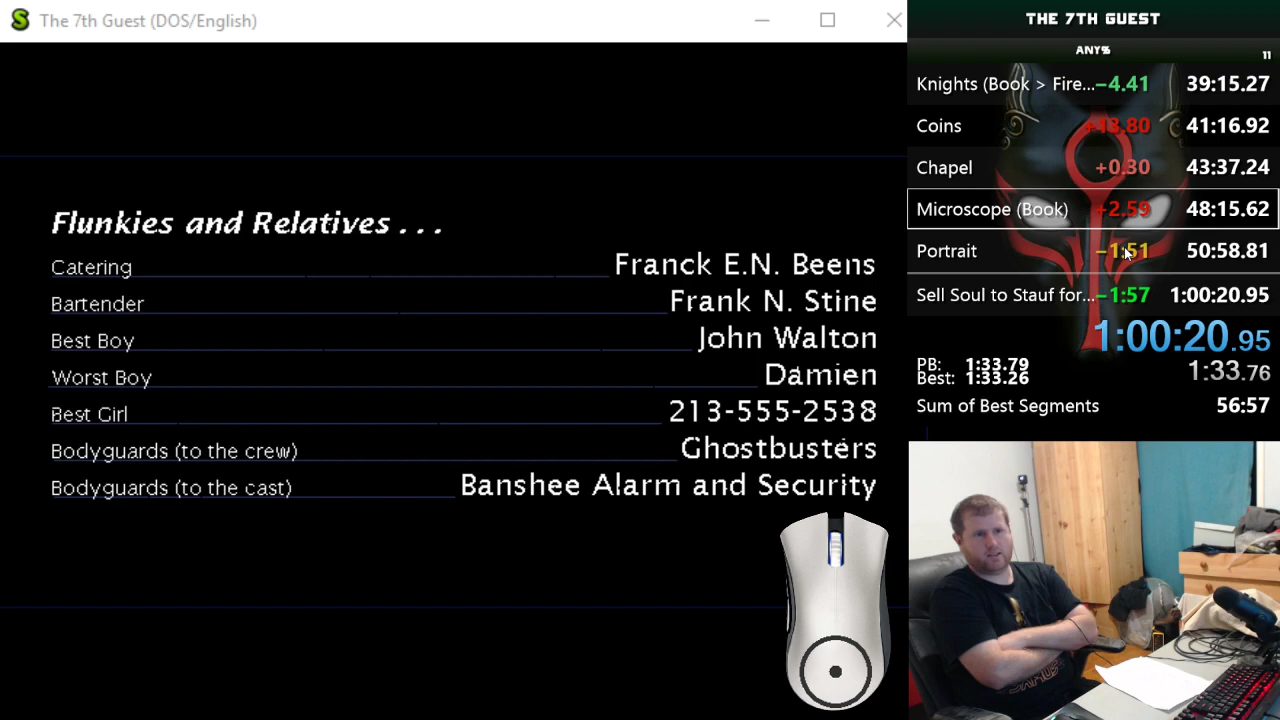 The 7th Guest (DOS/English)
Flunkies and Relatives . . .
Catering Franck E.N. Beens
Bartender Frank N. Stine
Best Boy John Walton
Worst Boy Damien
Best Girl 213-555-2538
Bodyguards (to the crew) Ghostbusters
Bodyguards (to the cast) Banshee Alarm and Security
THE 7TH GUEST
ANY%
11
Knights (Book > Fire... −4.41 39:15.27
Coins +18.80 41:16.92
Chapel +0.30 43:37.24
Microscope (Book) +2.59 48:15.62
Portrait −1:51 50:58.81
Sell Soul to Stauf for... −1:57 1:00:20.95
1:00:20.95
PB: 1:33.79
Best: 1:33.26
1:33.76
Sum of Best Segments 56:57